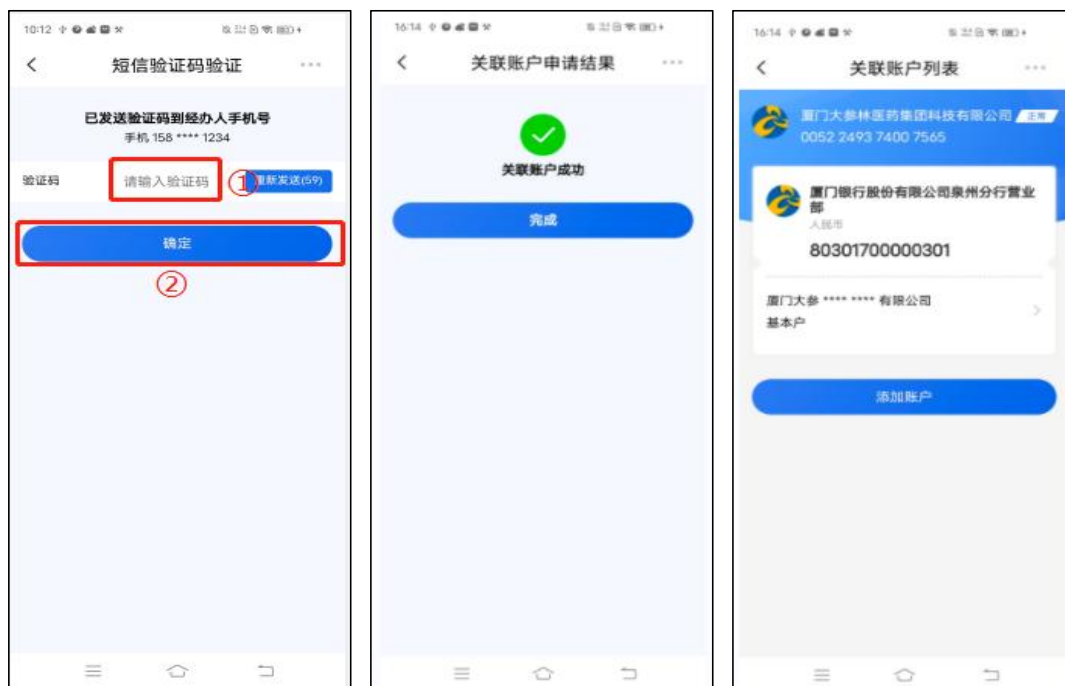 10:12
短信验证码验证
已发送验证码到经办人手机号
手机 158 **** 1234
验证码
请输入验证码
①
重新发送(59)
确定
②
16:14
关联账户申请结果
关联账户成功
完成
16:14
关联账户列表
厦门大参林医药集团科技有限公司
正常
0052 2493 7400 7565
厦门银行股份有限公司泉州分行营业
部
人民币
80301700000301
厦门大参 **** **** 有限公司
基本户
添加账户